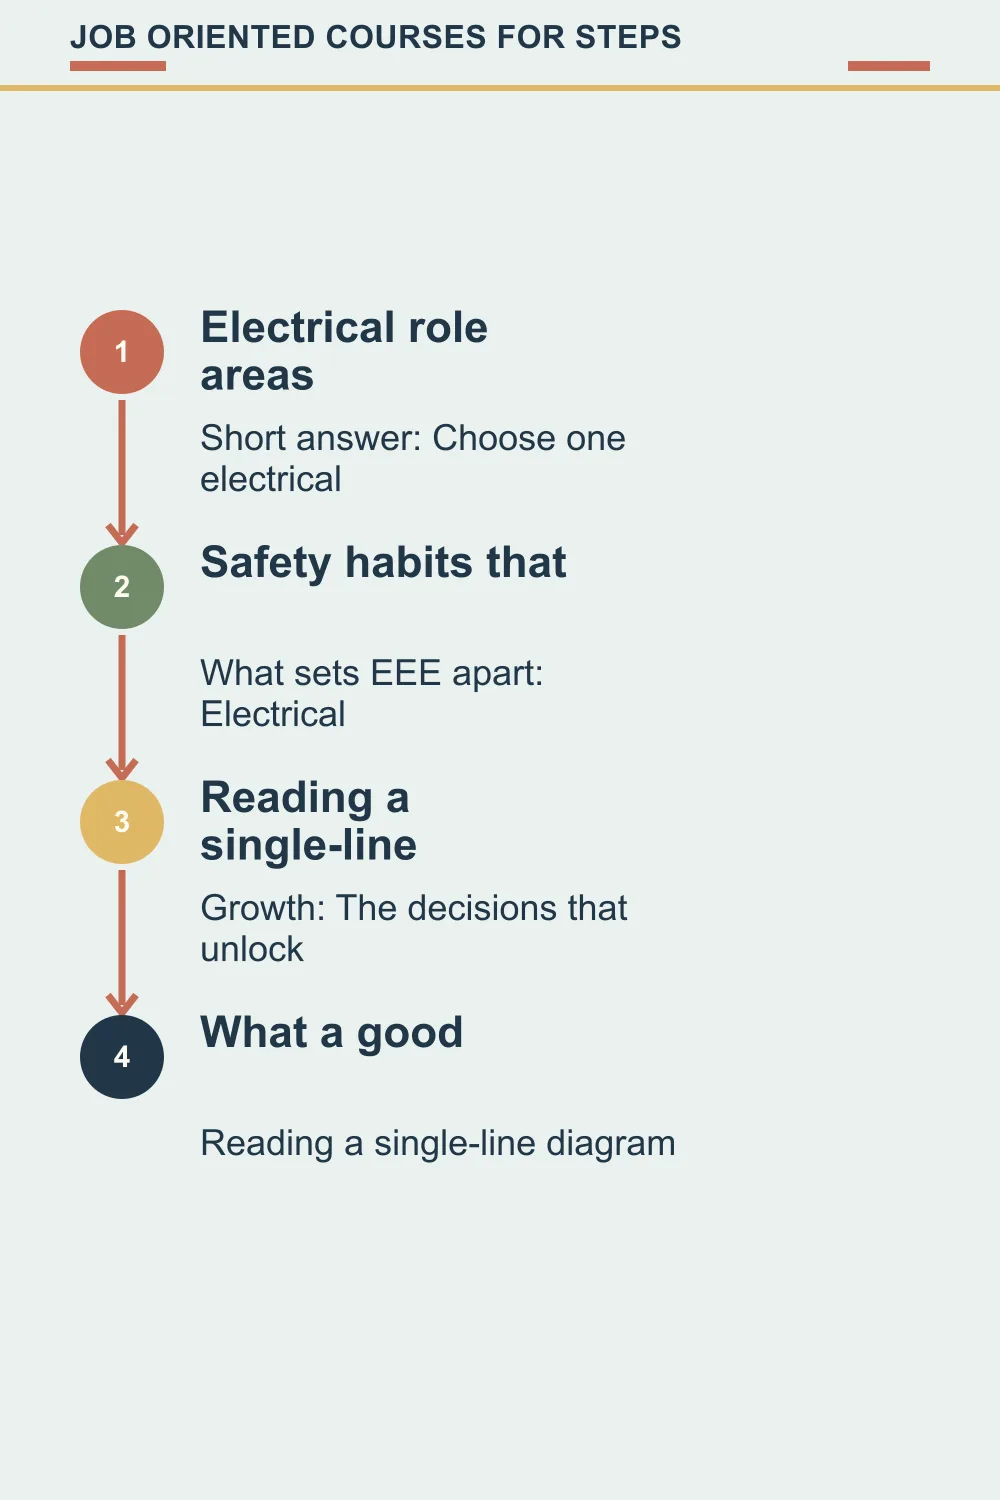 JOB ORIENTED COURSES FOR STEPS
1
Electrical role
areas
Short answer: Choose one
electrical
2
Safety habits that
What sets EEE apart:
Electrical
3
Reading a
single-line
Growth: The decisions that
unlock
4
What a good
Reading a single-line diagram